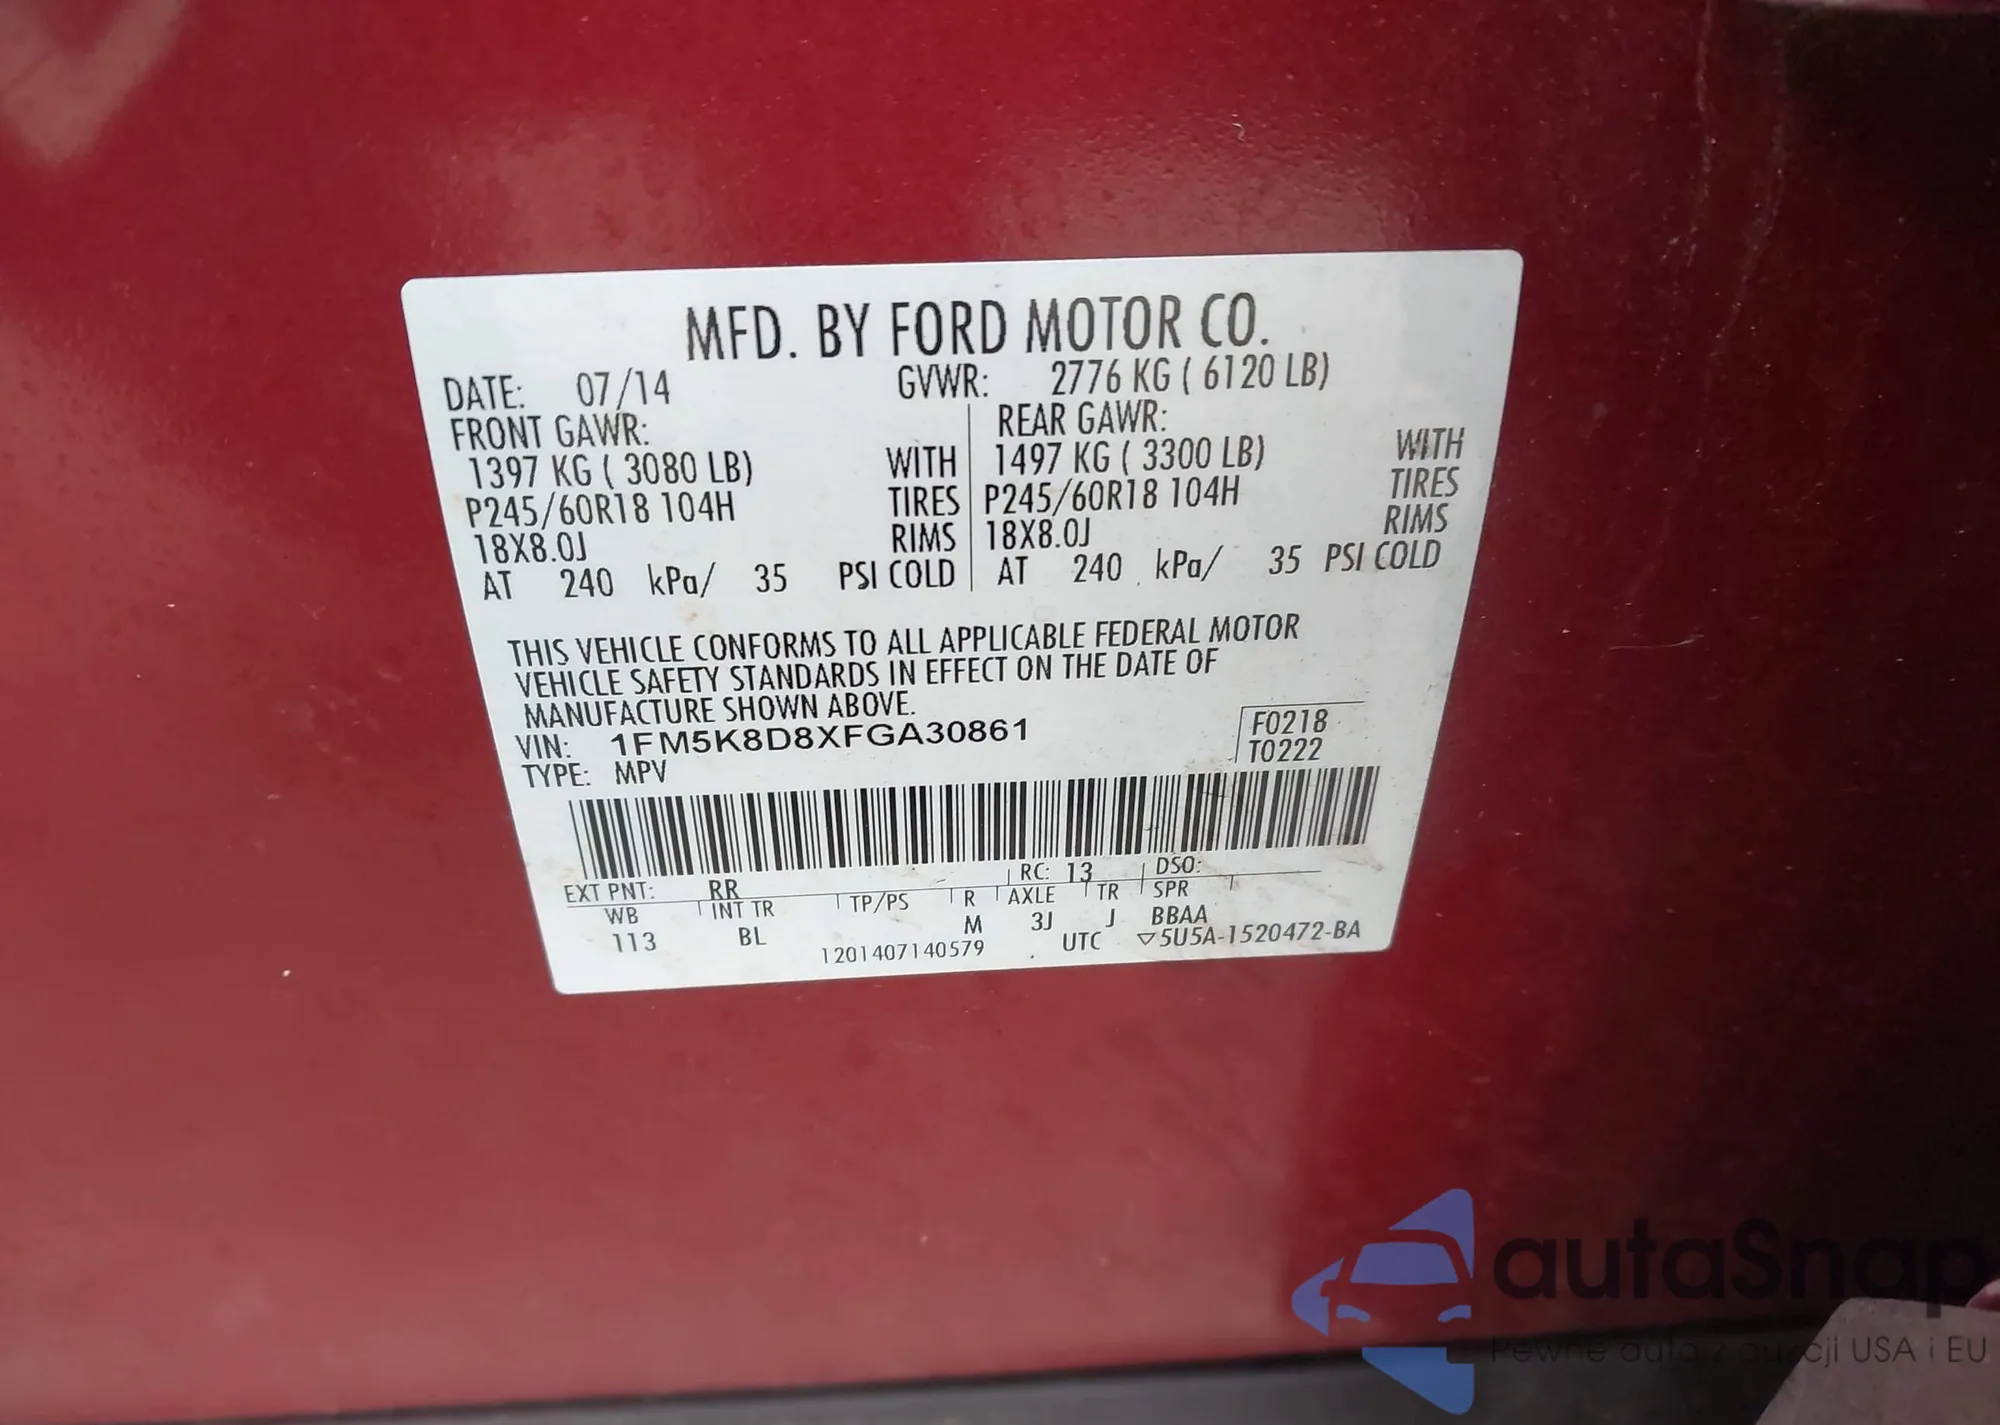 MFD. BY FORD MOTOR CO.
DATE: 07/14 GVWR: 2776 KG ( 6120 LB)
FRONT GAWR: REAR GAWR:
1397 KG ( 3080 LB) WITH 1497 KG ( 3300 LB) WITH
P245/60R18 104H TIRES P245/60R18 104H TIRES
18X8.0J RIMS 18X8.0J RIMS
AT 240 kPa/ 35 PSI COLD AT 240 kPa/ 35 PSI COLD
THIS VEHICLE CONFORMS TO ALL APPLICABLE FEDERAL MOTOR
VEHICLE SAFETY STANDARDS IN EFFECT ON THE DATE OF
MANUFACTURE SHOWN ABOVE.
VIN: 1FM5K8D8XFGA30861 F0218
TYPE: MPV T0222
EXT PNT: RR RC: 13 DSO:
WB INT TR TP/PS R AXLE TR SPR
113 BL M 3J J BBAA
1201407140579 UTC ▽5U5A-1520472-BA
autaSnap
Pewne auta z aukcji USA i EU